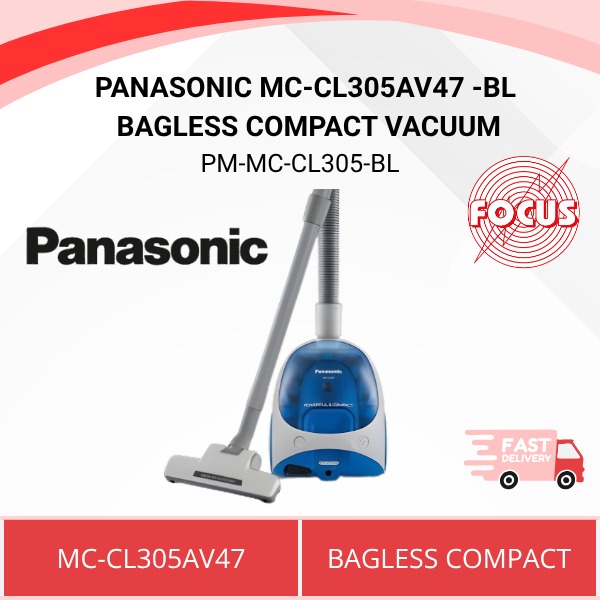 PANASONIC MC-CL305AV47 -BL
BAGLESS COMPACT VACUUM
PM-MC-CL305-BL
FOCUS
Panasonic
Panasonic
POWERFUL & COMPACT
FAST
DELIVERY
MC-CL305AV47
BAGLESS COMPACT